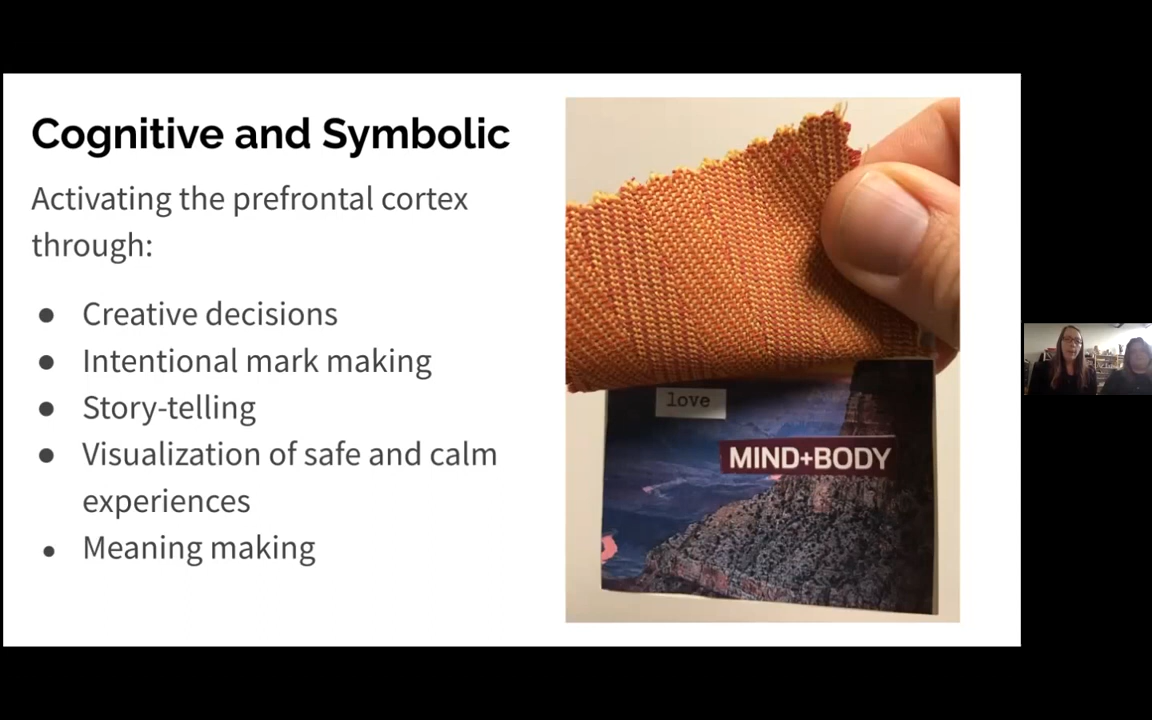 Cognitive and Symbolic
Activating the prefrontal cortex
through:
● Creative decisions
● Intentional mark making
● Story-telling
● Visualization of safe and calm
experiences
● Meaning making
love
MIND+BODY